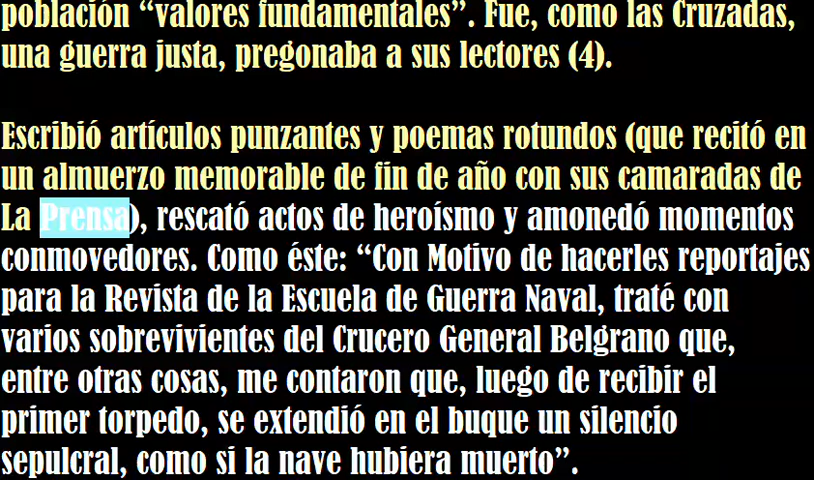 población “valores fundamentales”. Fue, como las Cruzadas,
una guerra justa, pregonaba a sus lectores (4).
Escribió artículos punzantes y poemas rotundos (que recitó en
un almuerzo memorable de fin de año con sus camaradas de
La Prensa), rescató actos de heroísmo y amonedó momentos
conmovedores. Como éste: “Con Motivo de hacerles reportajes
para la Revista de la Escuela de Guerra Naval, traté con
varios sobrevivientes del Crucero General Belgrano que,
entre otras cosas, me contaron que, luego de recibir el
primer torpedo, se extendió en el buque un silencio
sepulcral, como si la nave hubiera muerto”.